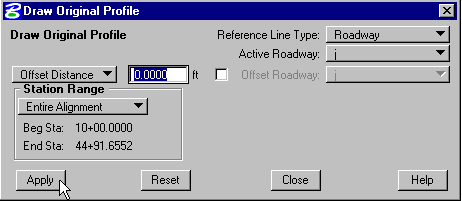 Draw Original Profile
Draw Original Profile
Reference Line Type: Roadway
Active Roadway: j
Offset Distance 0.0000 ft Offset Roadway: j
Station Range
Entire Alignment
Beg Sta: 10+00.0000
End Sta: 44+91.6552
Apply Reset Close Help